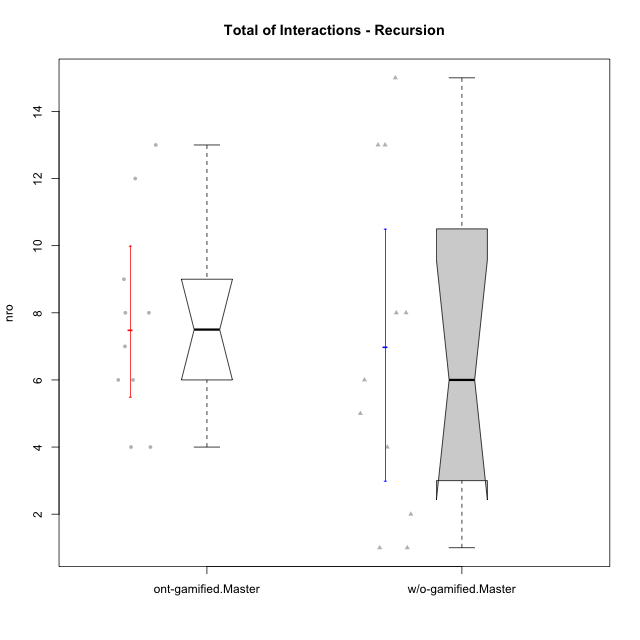 Total of Interactions - Recursion
14
12
10
8
6
4
2
nro
ont-gamified.Master
w/o-gamified.Master